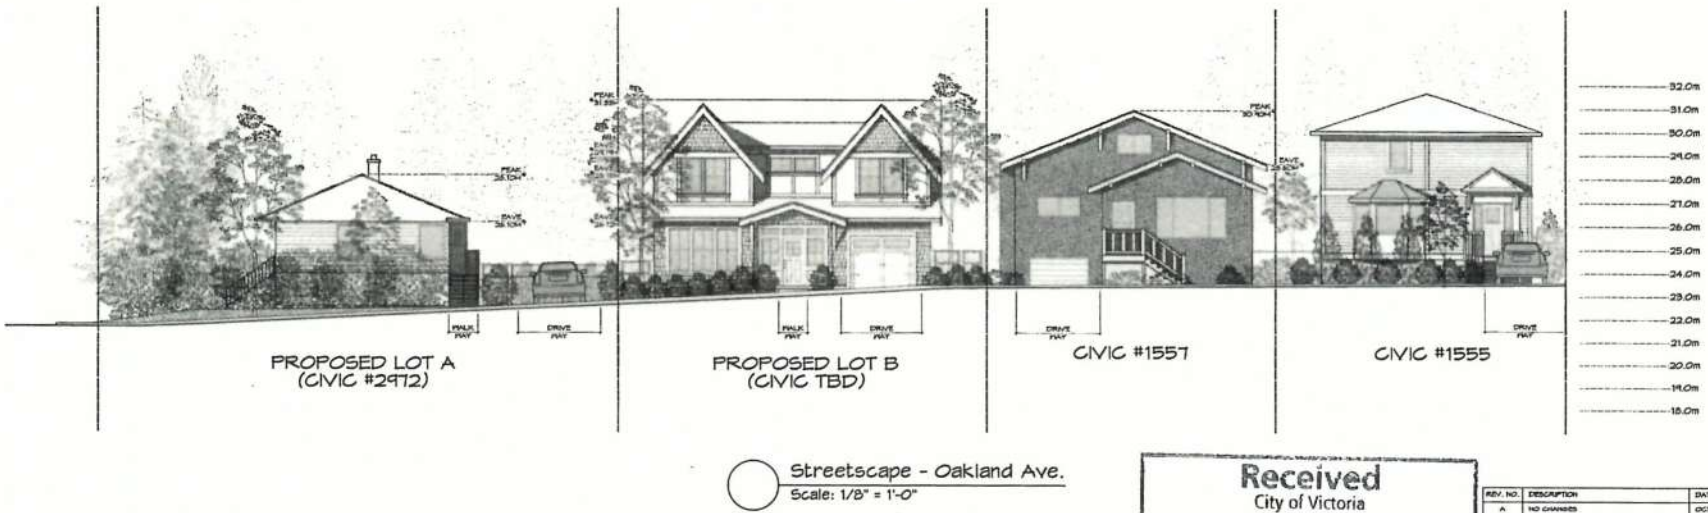 PEAK
PEAK
30.90M
PEAK
EAVE
EAVE
EAVE
32.0m
31.0m
30.0m
29.0m
28.0m
27.0m
26.0m
25.0m
24.0m
23.0m
22.0m
21.0m
20.0m
19.0m
18.0m
WALK WAY
DRIVE WAY
WALK WAY
DRIVE WAY
DRIVE WAY
DRIVE WAY
PROPOSED LOT A
(CIVIC #2972)
PROPOSED LOT B
(CIVIC TBD)
CIVIC #1557
CIVIC #1555
Streetscape - Oakland Ave.
Scale: 1/8" = 1'-0"
Received
City of Victoria
REV. NO. DESCRIPTION
A NO CHANGES